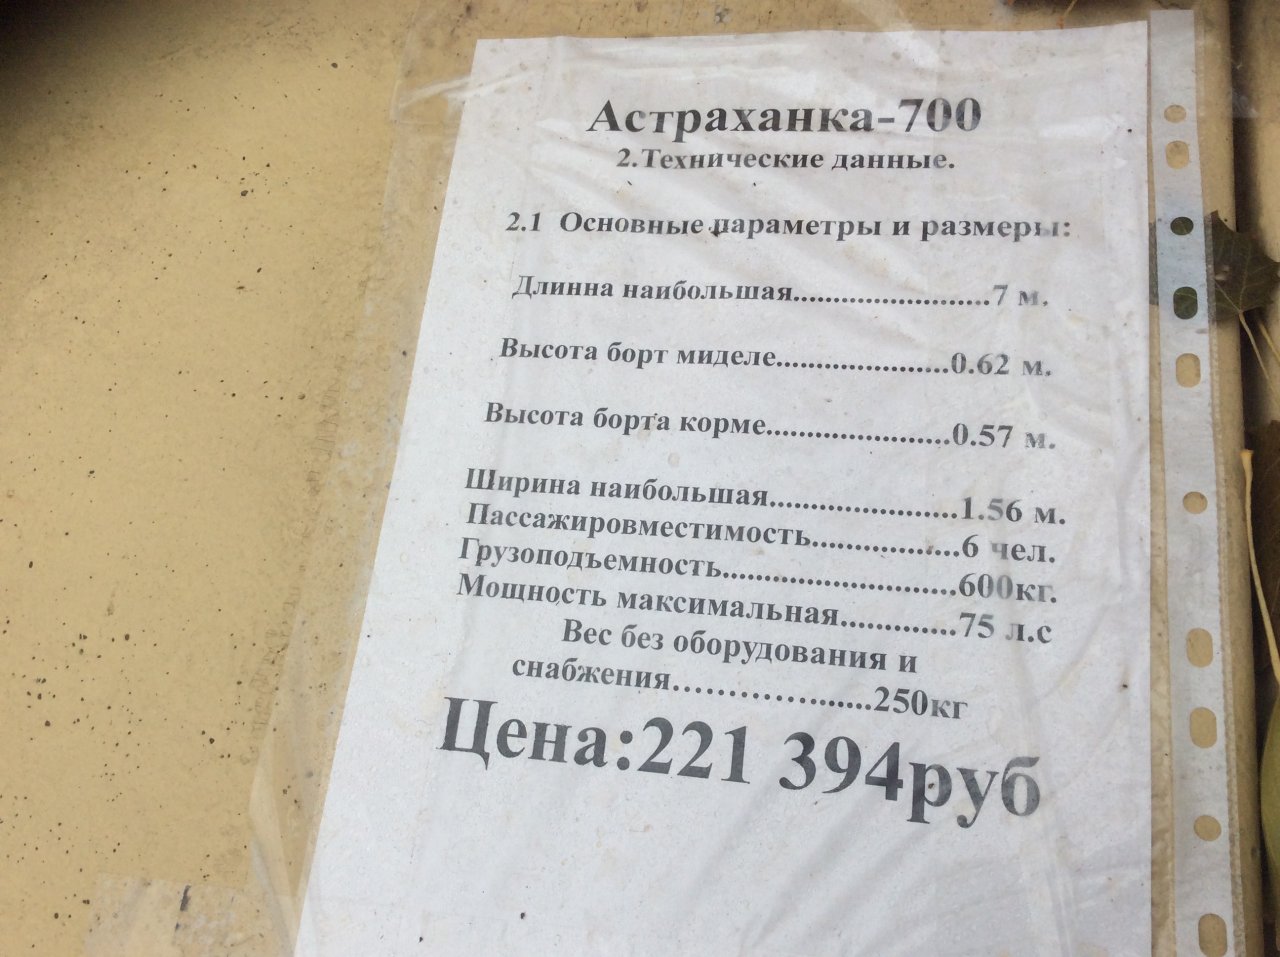 Астраханка-700
2.Технические данные.
2.1 Основные параметры и размеры:
Длинна наибольшая........................7 м.
Высота борт миделе.....................0.62 м.
Высота борта корме......................0.57 м.
Ширина наибольшая.......................1.56 м.
Пассажировместимость.................6 чел.
Грузоподъемность...........................600кг.
Мощность максимальная.............75 л.с
Вес без оборудования и
снабжения…………….......250кг
Цена:221 394руб